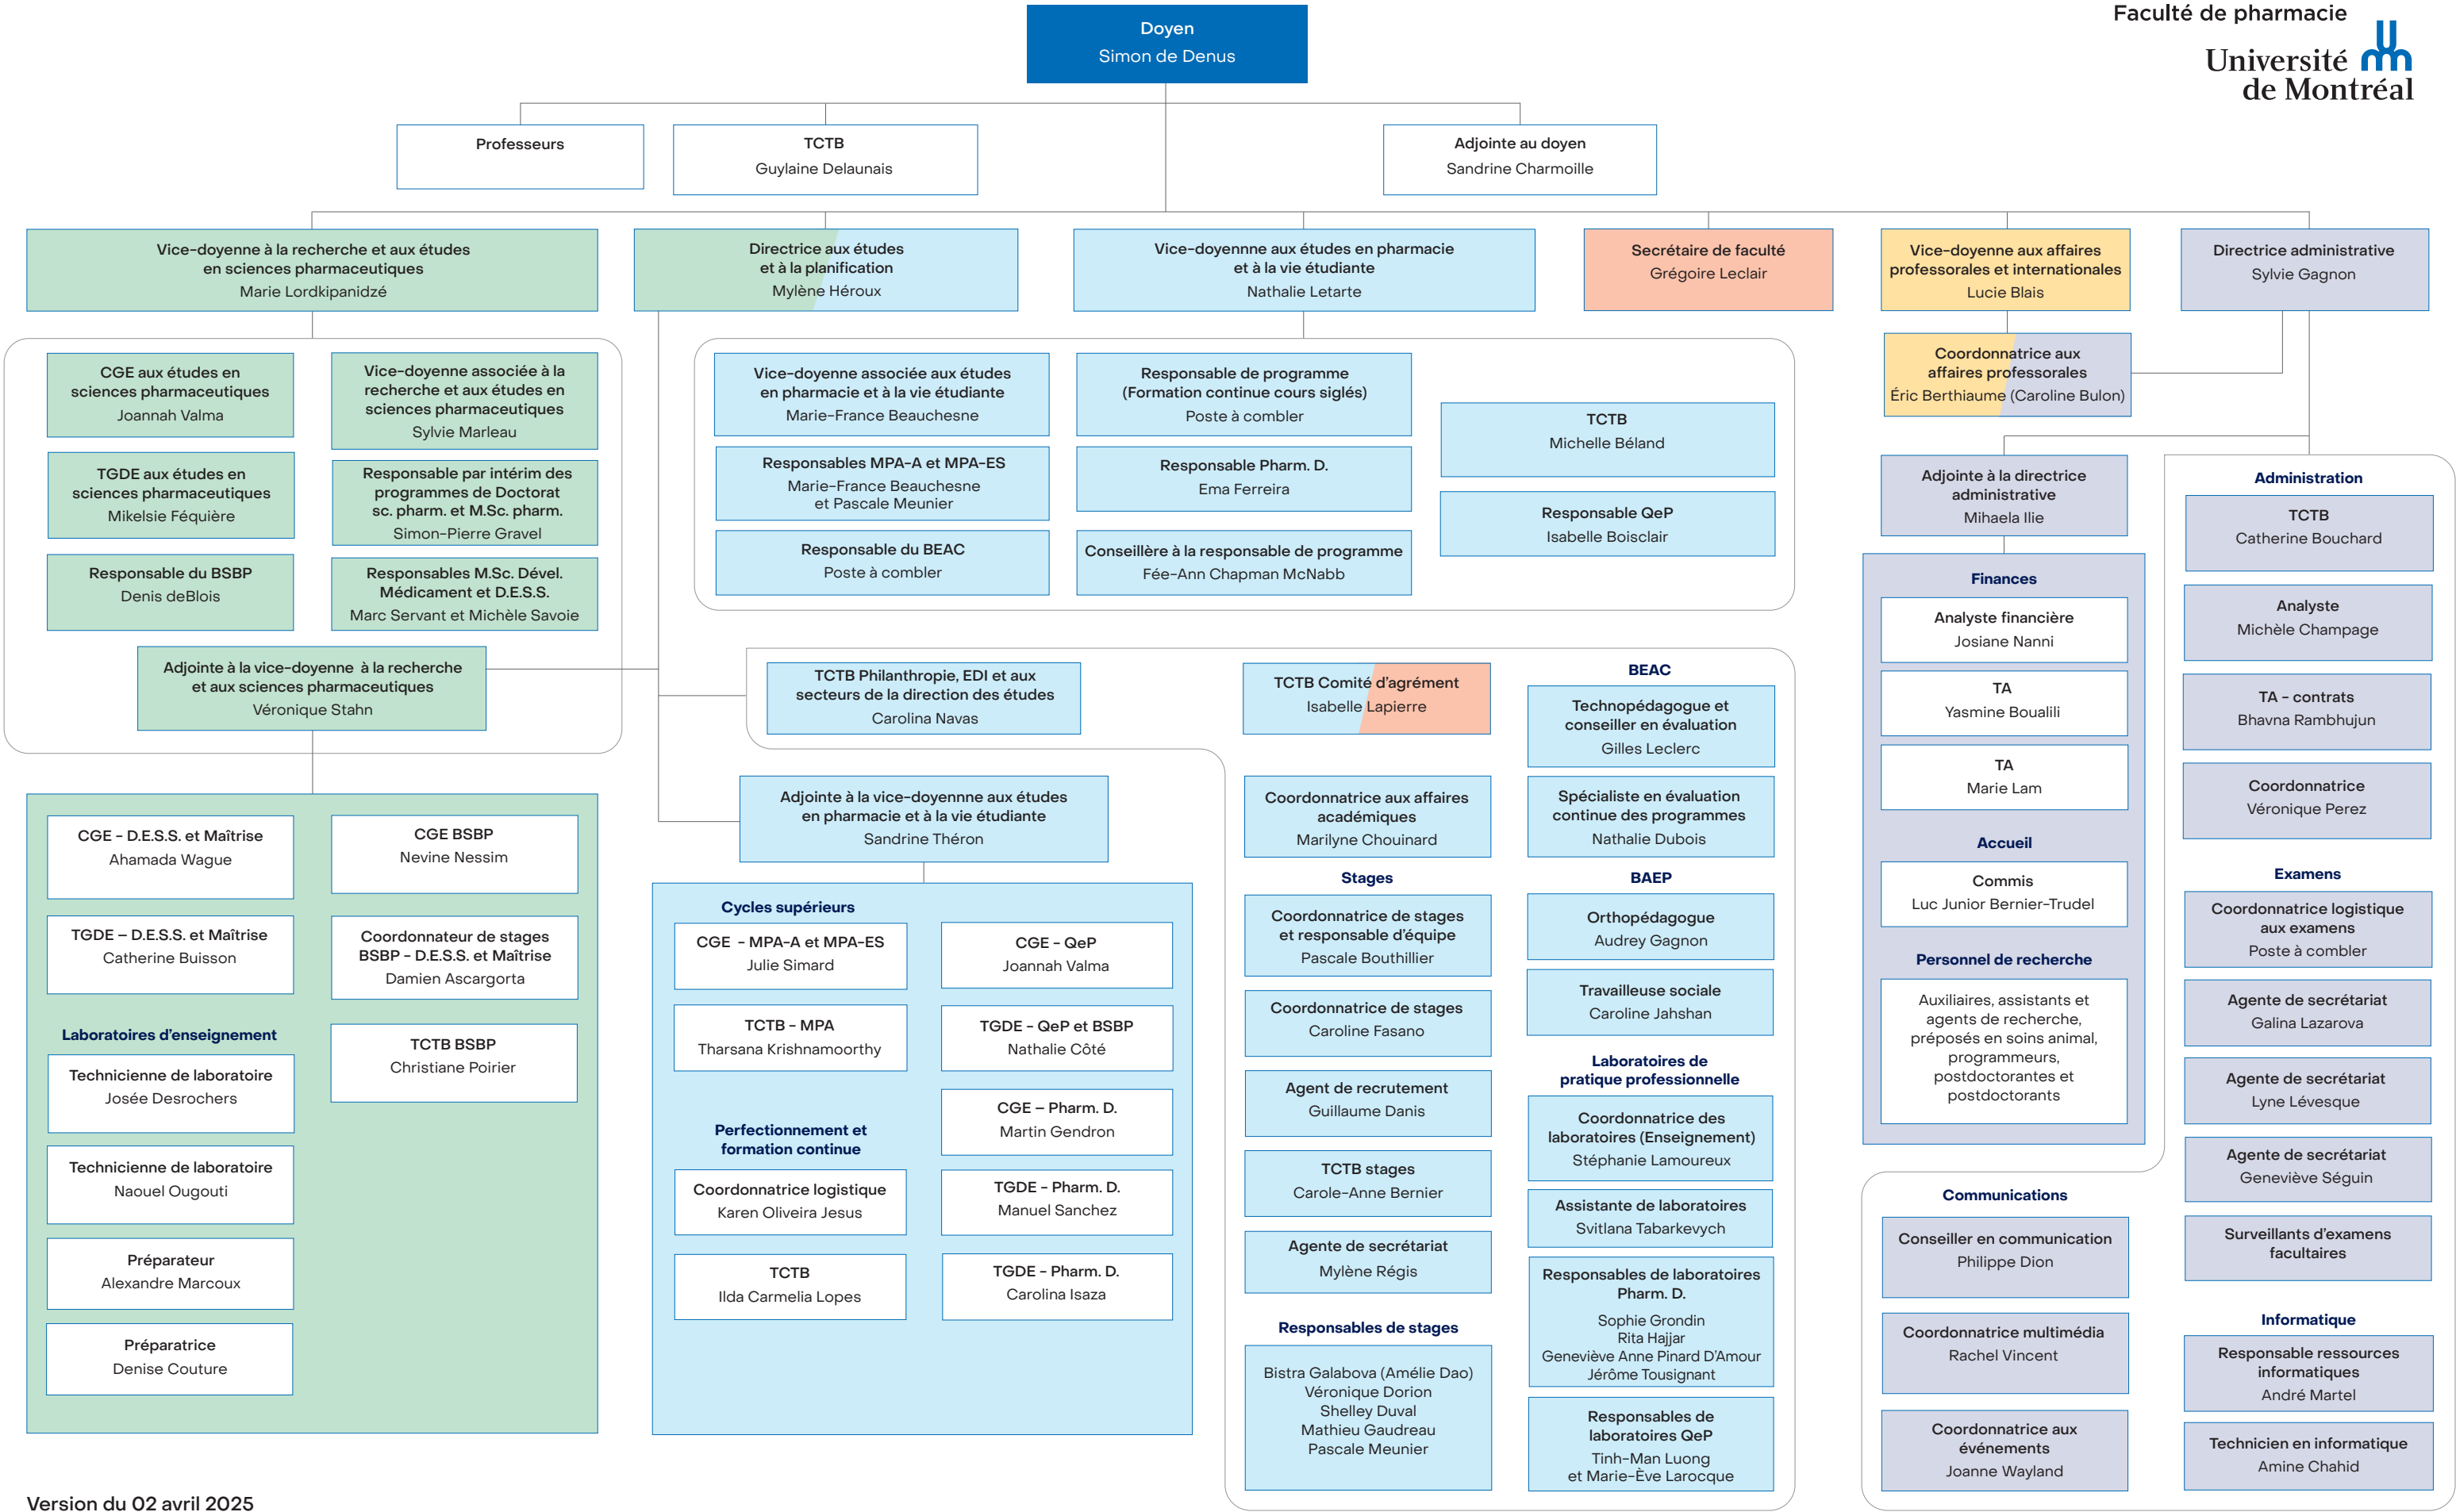 Faculté de pharmacie
Université
de Montréal
Doyen
Simon de Denus
Professeurs
TCTB
Guylaine Delaunais
Adjointe au doyen
Sandrine Charmoille
Vice-doyenne à la recherche et aux études
en sciences pharmaceutiques
Marie Lordkipanidzé
Directrice aux études
et à la planification
Mylène Héroux
Vice-doyennne aux études en pharmacie
et à la vie étudiante
Nathalie Letarte
Secrétaire de faculté
Grégoire Leclair
Vice-doyenne aux affaires
professorales et internationales
Lucie Blais
Directrice administrative
Sylvie Gagnon
CGE aux études en
sciences pharmaceutiques
Joannah Valma
Vice-doyenne associée à la
recherche et aux études en
sciences pharmaceutiques
Sylvie Marleau
TGDE aux études en
sciences pharmaceutiques
Mikelsie Féquière
Responsable par intérim des
programmes de Doctorat
sc. pharm. et M.Sc. pharm.
Simon-Pierre Gravel
Responsable du BSBP
Denis deBlois
Responsables M.Sc. Dével.
Médicament et D.E.S.S.
Marc Servant et Michèle Savoie
Adjointe à la vice-doyenne à la recherche
et aux sciences pharmaceutiques
Véronique Stahn
CGE - D.E.S.S. et Maîtrise
Ahamada Wague
CGE BSBP
Nevine Nessim
TGDE – D.E.S.S. et Maîtrise
Catherine Buisson
Coordonnateur de stages
BSBP - D.E.S.S. et Maîtrise
Damien Ascargorta
Laboratoires d'enseignement
TCTB BSBP
Christiane Poirier
Technicienne de laboratoire
Josée Desrochers
Technicienne de laboratoire
Naouel Ougouti
Préparateur
Alexandre Marcoux
Préparatrice
Denise Couture
Vice-doyenne associée aux études
en pharmacie et à la vie étudiante
Marie-France Beauchesne
Responsable de programme
(Formation continue cours siglés)
Poste à combler
TCTB
Michelle Béland
Responsables MPA-A et MPA-ES
Marie-France Beauchesne
et Pascale Meunier
Responsable Pharm. D.
Ema Ferreira
Responsable QeP
Isabelle Boisclair
Responsable du BEAC
Poste à combler
Conseillère à la responsable de programme
Fée-Ann Chapman McNabb
TCTB Philanthropie, EDI et aux
secteurs de la direction des études
Carolina Navas
TCTB Comité d'agrément
Isabelle Lapierre
Adjointe à la vice-doyennne aux études
en pharmacie et à la vie étudiante
Sandrine Théron
Cycles supérieurs
CGE - MPA-A et MPA-ES
Julie Simard
CGE - QeP
Joannah Valma
TCTB - MPA
Tharsana Krishnamoorthy
TGDE - QeP et BSBP
Nathalie Côté
CGE – Pharm. D.
Martin Gendron
Perfectionnement et
formation continue
Coordonnatrice logistique
Karen Oliveira Jesus
TGDE - Pharm. D.
Manuel Sanchez
TCTB
Ilda Carmelia Lopes
TGDE - Pharm. D.
Carolina Isaza
Coordonnatrice aux affaires
académiques
Marilyne Chouinard
Stages
Coordonnatrice de stages
et responsable d'équipe
Pascale Bouthillier
Coordonnatrice de stages
Caroline Fasano
Agent de recrutement
Guillaume Danis
TCTB stages
Carole-Anne Bernier
Agente de secrétariat
Mylène Régis
Responsables de stages
Bistra Galabova (Amélie Dao)
Véronique Dorion
Shelley Duval
Mathieu Gaudreau
Pascale Meunier
BEAC
Technopédagogue et
conseiller en évaluation
Gilles Leclerc
Spécialiste en évaluation
continue des programmes
Nathalie Dubois
BAEP
Orthopédagogue
Audrey Gagnon
Travailleuse sociale
Caroline Jahshan
Laboratoires de
pratique professionnelle
Coordonnatrice des
laboratoires (Enseignement)
Stéphanie Lamoureux
Assistante de laboratoires
Svitlana Tabarkevych
Responsables de laboratoires
Pharm. D.
Sophie Grondin
Rita Hajjar
Geneviève Anne Pinard D'Amour
Jérôme Tousignant
Responsables de
laboratoires QeP
Tinh-Man Luong
et Marie-Ève Larocque
Coordonnatrice aux
affaires professorales
Éric Berthiaume (Caroline Bulon)
Adjointe à la directrice
administrative
Mihaela Ilie
Finances
Analyste financière
Josiane Nanni
TA
Yasmine Boualili
TA
Marie Lam
Accueil
Commis
Luc Junior Bernier-Trudel
Personnel de recherche
Auxiliaires, assistants et
agents de recherche,
préposés en soins animal,
programmeurs,
postdoctorantes et
postdoctorants
Communications
Conseiller en communication
Philippe Dion
Coordonnatrice multimédia
Rachel Vincent
Coordonnatrice aux
événements
Joanne Wayland
Administration
TCTB
Catherine Bouchard
Analyste
Michèle Champage
TA - contrats
Bhavna Rambhujun
Coordonnatrice
Véronique Perez
Examens
Coordonnatrice logistique
aux examens
Poste à combler
Agente de secrétariat
Galina Lazarova
Agente de secrétariat
Lyne Lévesque
Agente de secrétariat
Geneviève Séguin
Surveillants d'examens
facultaires
Informatique
Responsable ressources
informatiques
André Martel
Technicien en informatique
Amine Chahid
Version du 02 avril 2025